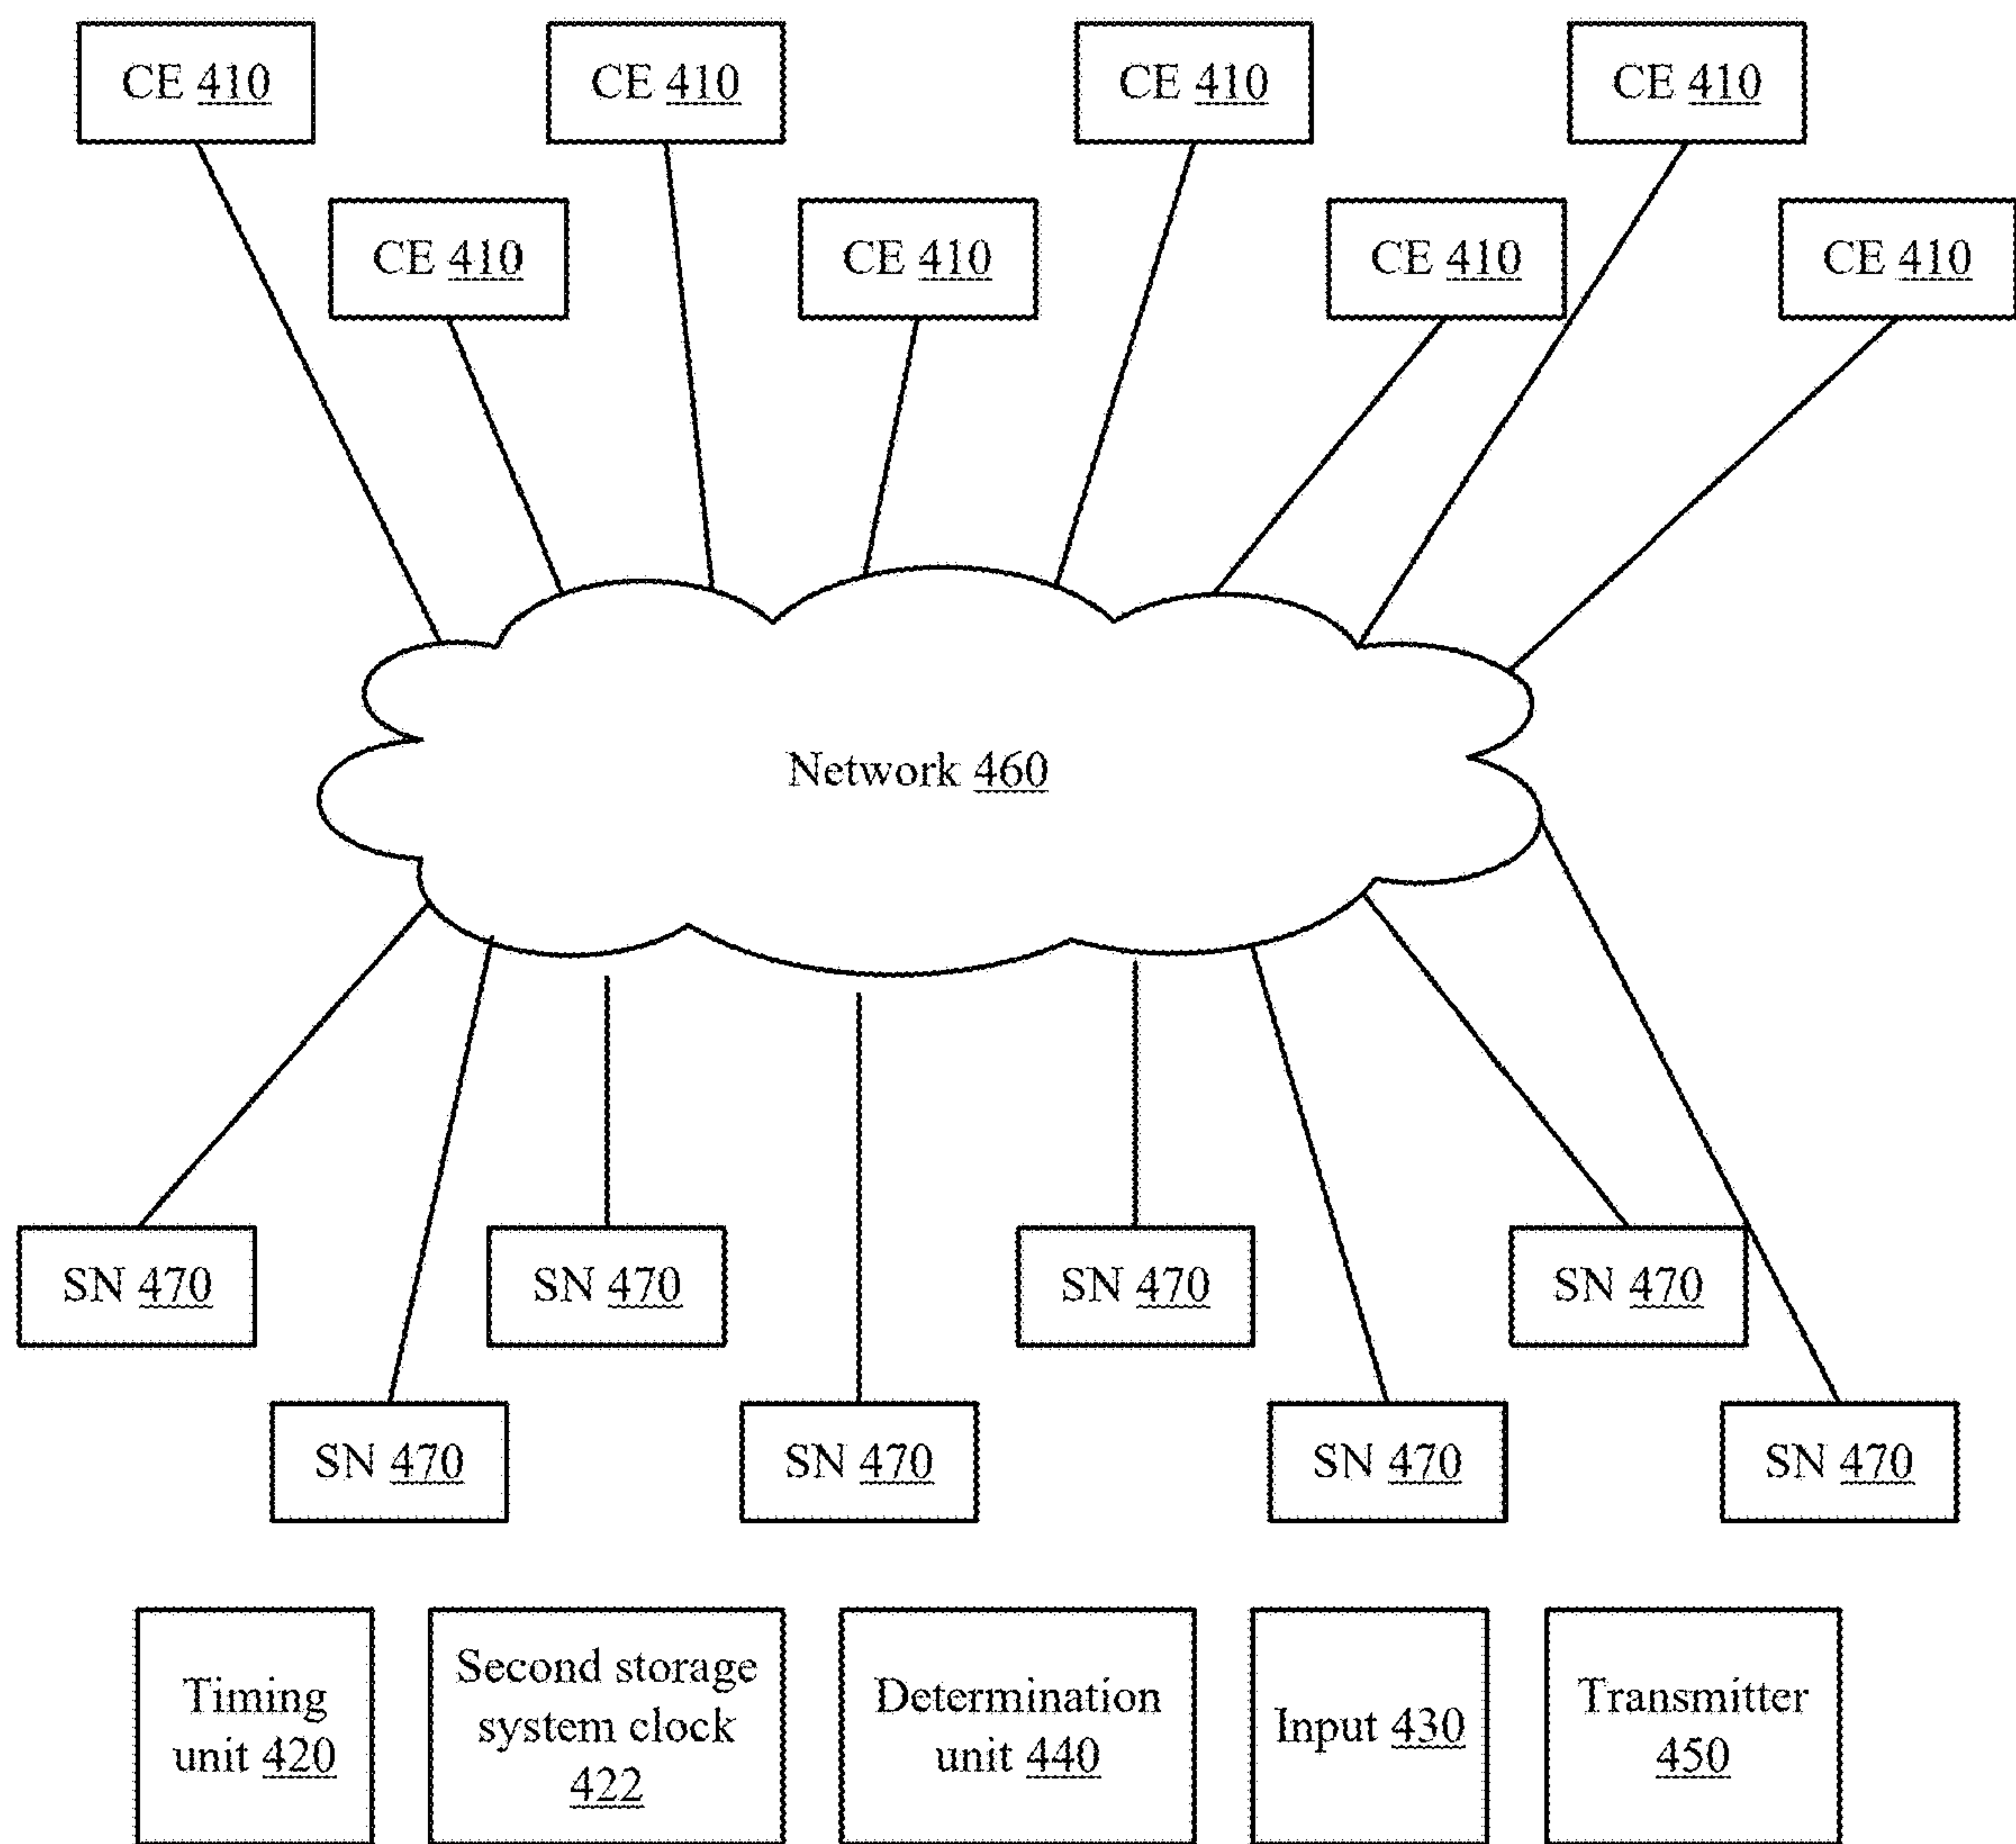 CE 410
CE 410
CE 410
CE 410
CE 410
CE 410
CE 410
CE 410
Network 460
SN 470
SN 470
SN 470
SN 470
SN 470
SN 470
SN 470
SN 470
Timing
unit 420
Second storage
system clock
422
Determination
unit 440
Input 430
Transmitter
450